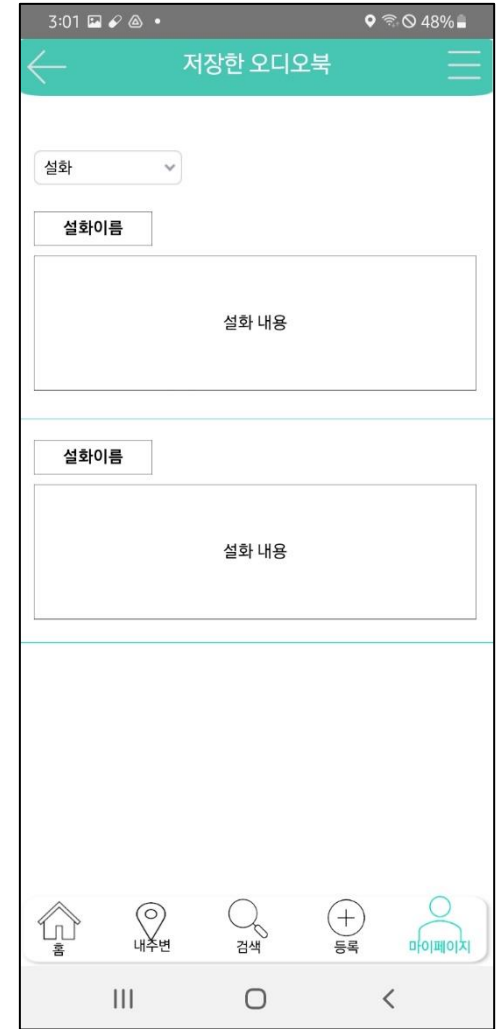 3:01 48%
저장한 오디오북
설화
설화이름
설화 내용
설화이름
설화 내용
홈 내주변 검색 등록 마이페이지